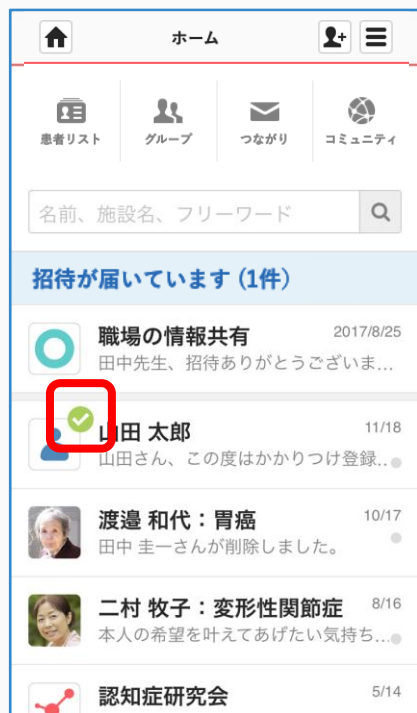 ホーム
患者リスト
グループ
つながり
コミュニティ
名前、施設名、フリーワード
招待が届いています (1件)
職場の情報共有 2017/8/25
田中先生、招待ありがとうございま...
山田 太郎 11/18
山田さん、この度はかかりつけ登録...
渡邉 和代：胃癌 10/17
田中 圭一さんが削除しました。
二村 牧子：変形性関節症 8/16
本人の希望を叶えてあげたい気持ち...
認知症研究会 5/14